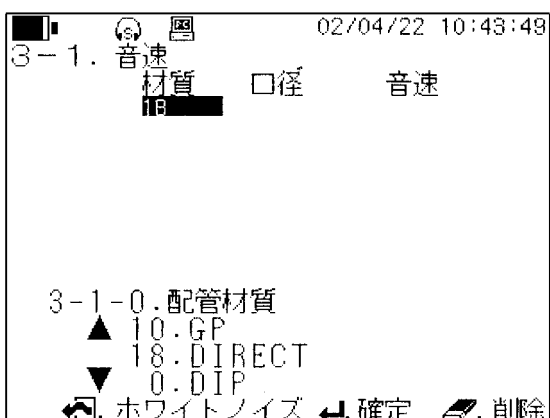 02/04/22 10:43:49
3-1. 音速
材質 口径 音速
18
3-1-0.配管材質
▲ 10.GP
18.DIRECT
▼ 0.DIP
.ホワイトノイズ .確定 .削除